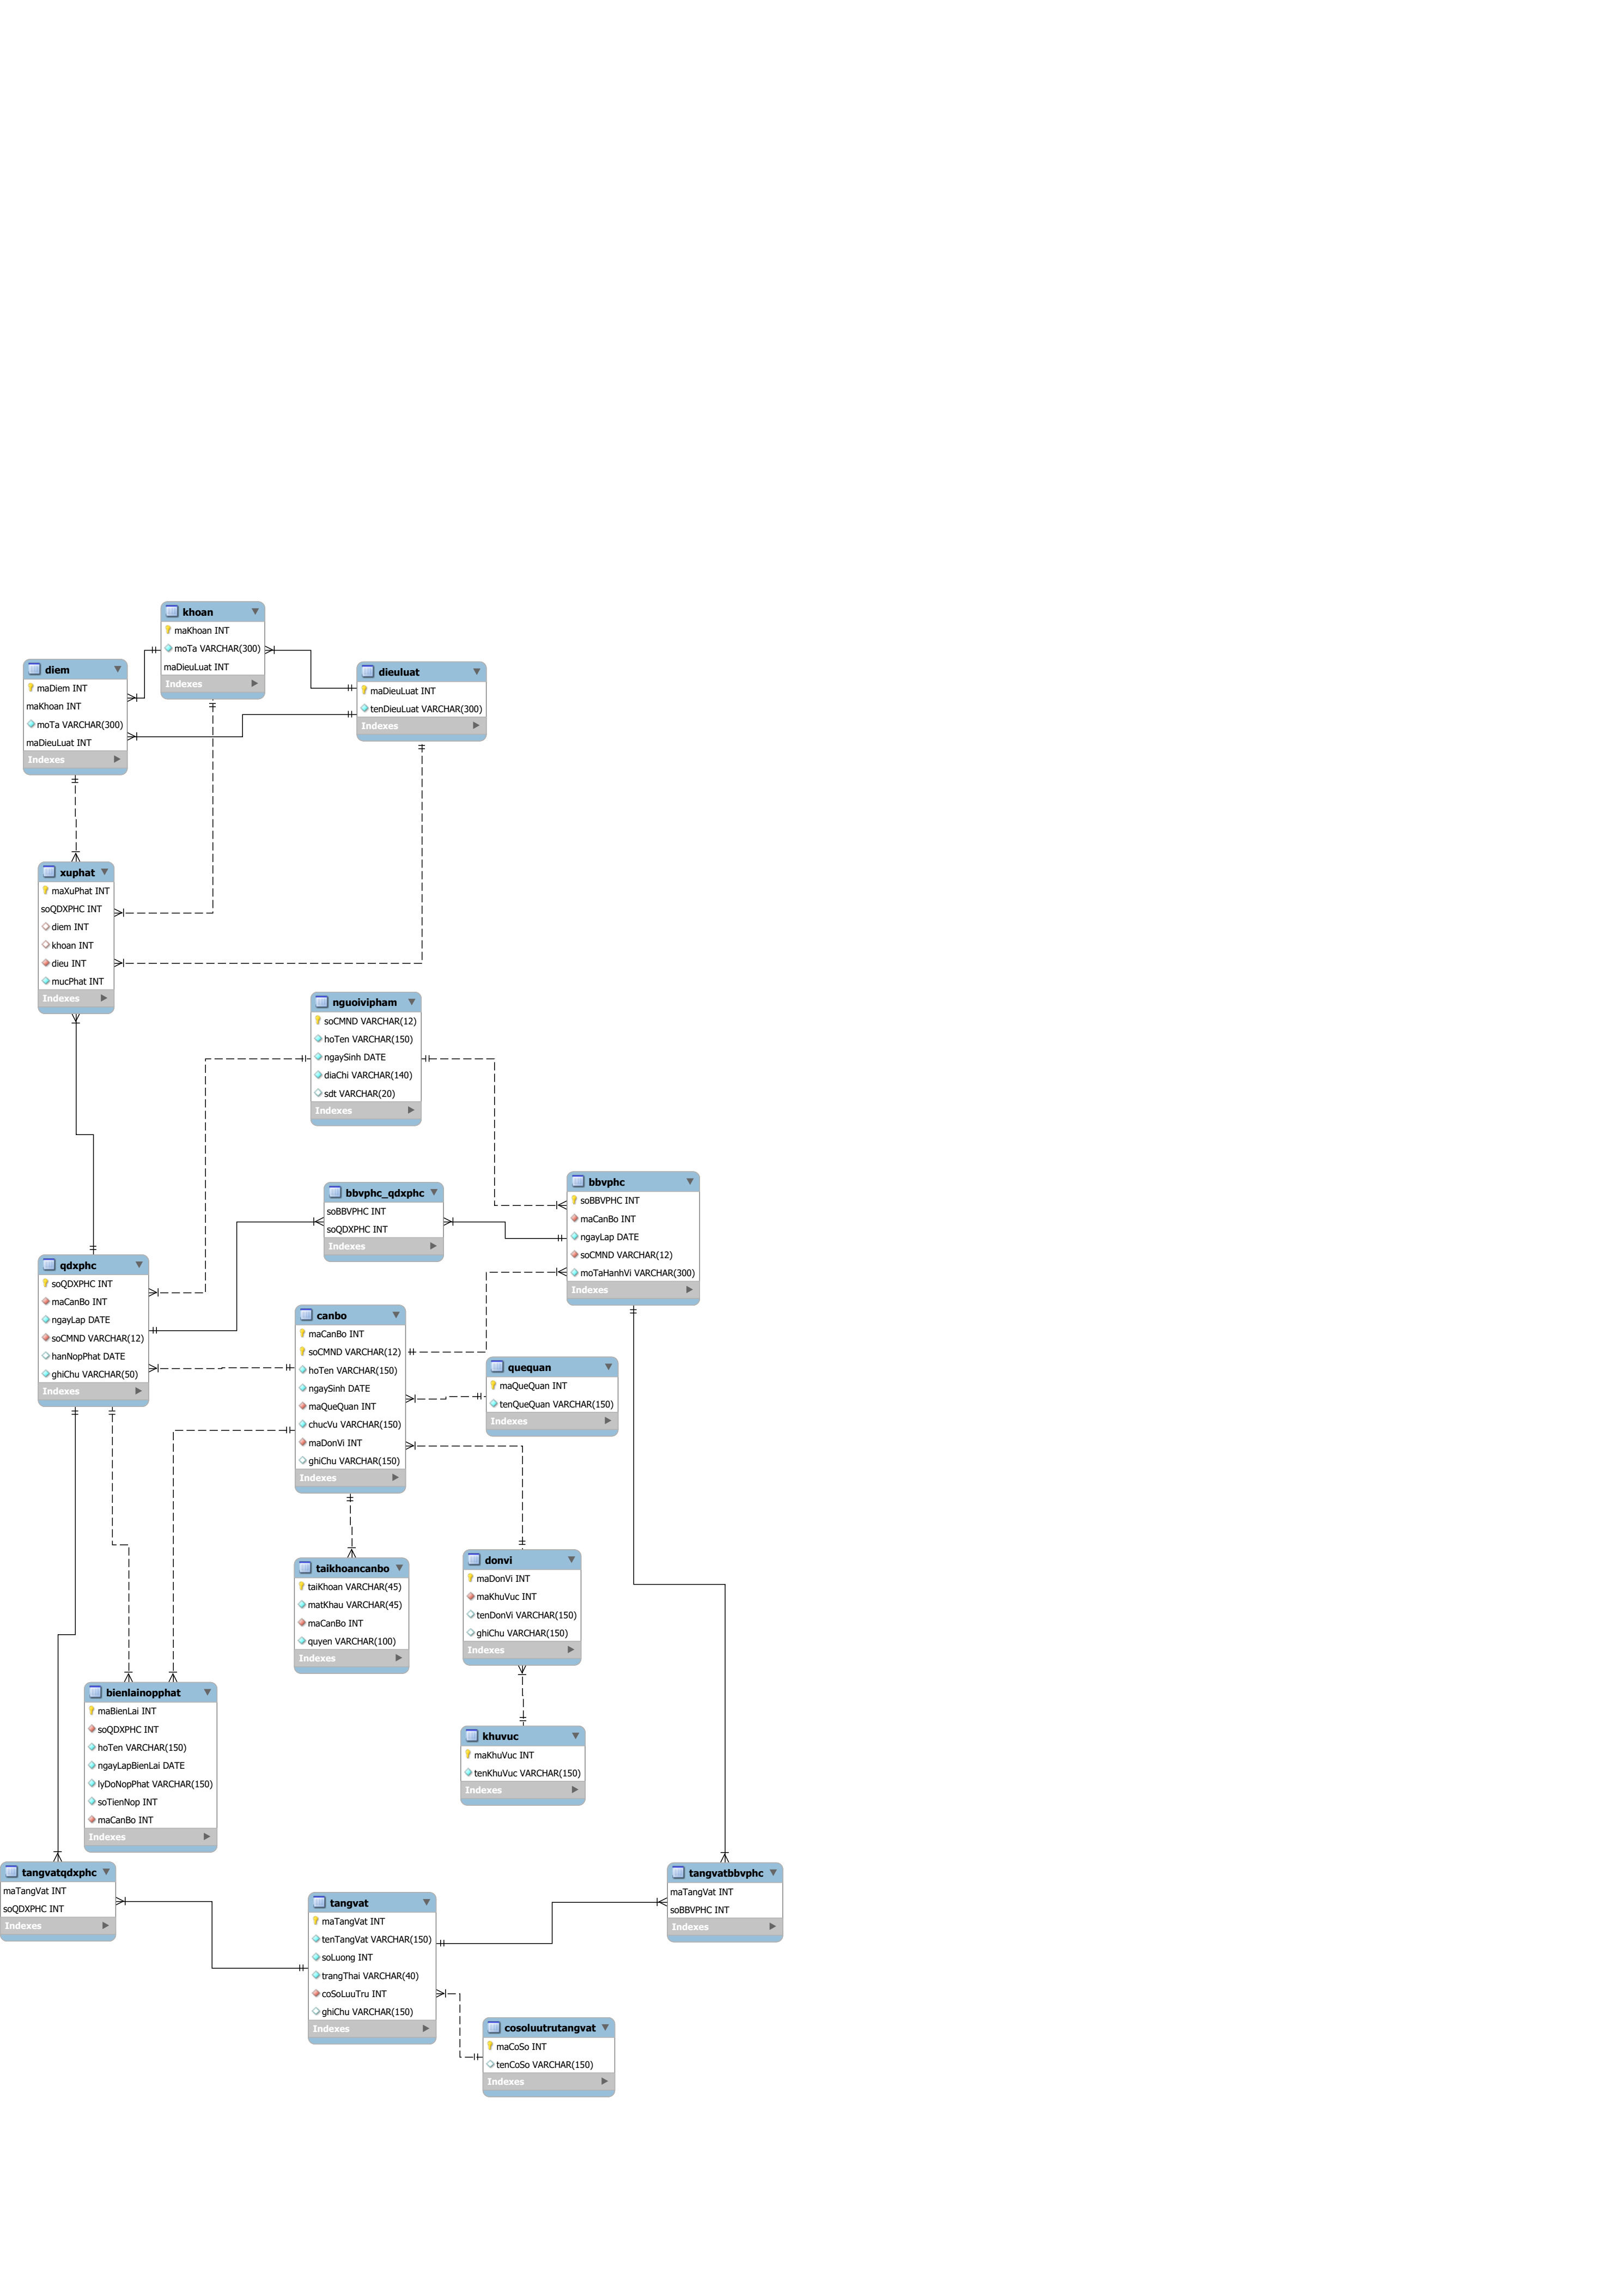 khoan
maKhoan INT
moTa VARCHAR(300)
maDieuLuat INT
Indexes
diem
maDiem INT
maKhoan INT
moTa VARCHAR(300)
maDieuLuat INT
Indexes
dieuluat
maDieuLuat INT
tenDieuLuat VARCHAR(300)
Indexes
xuphat
maXuPhat INT
soQDXPHC INT
diem INT
khoan INT
dieu INT
mucPhat INT
Indexes
nguoivipham
soCMND VARCHAR(12)
hoTen VARCHAR(150)
ngaySinh DATE
diaChi VARCHAR(140)
sdt VARCHAR(20)
Indexes
bbvphc
soBBVPHC INT
maCanBo INT
ngayLap DATE
soCMND VARCHAR(12)
moTaHanhVi VARCHAR(300)
Indexes
bbvphc_qdxphc
soBBVPHC INT
soQDXPHC INT
Indexes
qdxphc
soQDXPHC INT
maCanBo INT
ngayLap DATE
soCMND VARCHAR(12)
hanNopPhat DATE
ghiChu VARCHAR(50)
Indexes
canbo
maCanBo INT
soCMND VARCHAR(12)
hoTen VARCHAR(150)
ngaySinh DATE
maQueQuan INT
chucVu VARCHAR(150)
maDonVi INT
ghiChu VARCHAR(150)
Indexes
quequan
maQueQuan INT
tenQueQuan VARCHAR(150)
Indexes
taikhoancanbo
taiKhoan VARCHAR(45)
matKhau VARCHAR(45)
maCanBo INT
quyen VARCHAR(100)
Indexes
donvi
maDonVi INT
maKhuVuc INT
tenDonVi VARCHAR(150)
ghiChu VARCHAR(150)
Indexes
bienlainopphat
maBienLai INT
soQDXPHC INT
hoTen VARCHAR(150)
ngayLapBienLai DATE
lyDoNopPhat VARCHAR(150)
soTienNop INT
maCanBo INT
Indexes
khuvuc
maKhuVuc INT
tenKhuVuc VARCHAR(150)
Indexes
tangvatqdxphc
maTangVat INT
soQDXPHC INT
Indexes
tangvat
maTangVat INT
tenTangVat VARCHAR(150)
soLuong INT
trangThai VARCHAR(40)
coSoLuuTru INT
ghiChu VARCHAR(150)
Indexes
tangvatbbvphc
maTangVat INT
soBBVPHC INT
Indexes
cosoluutrutangvat
maCoSo INT
tenCoSo VARCHAR(150)
Indexes